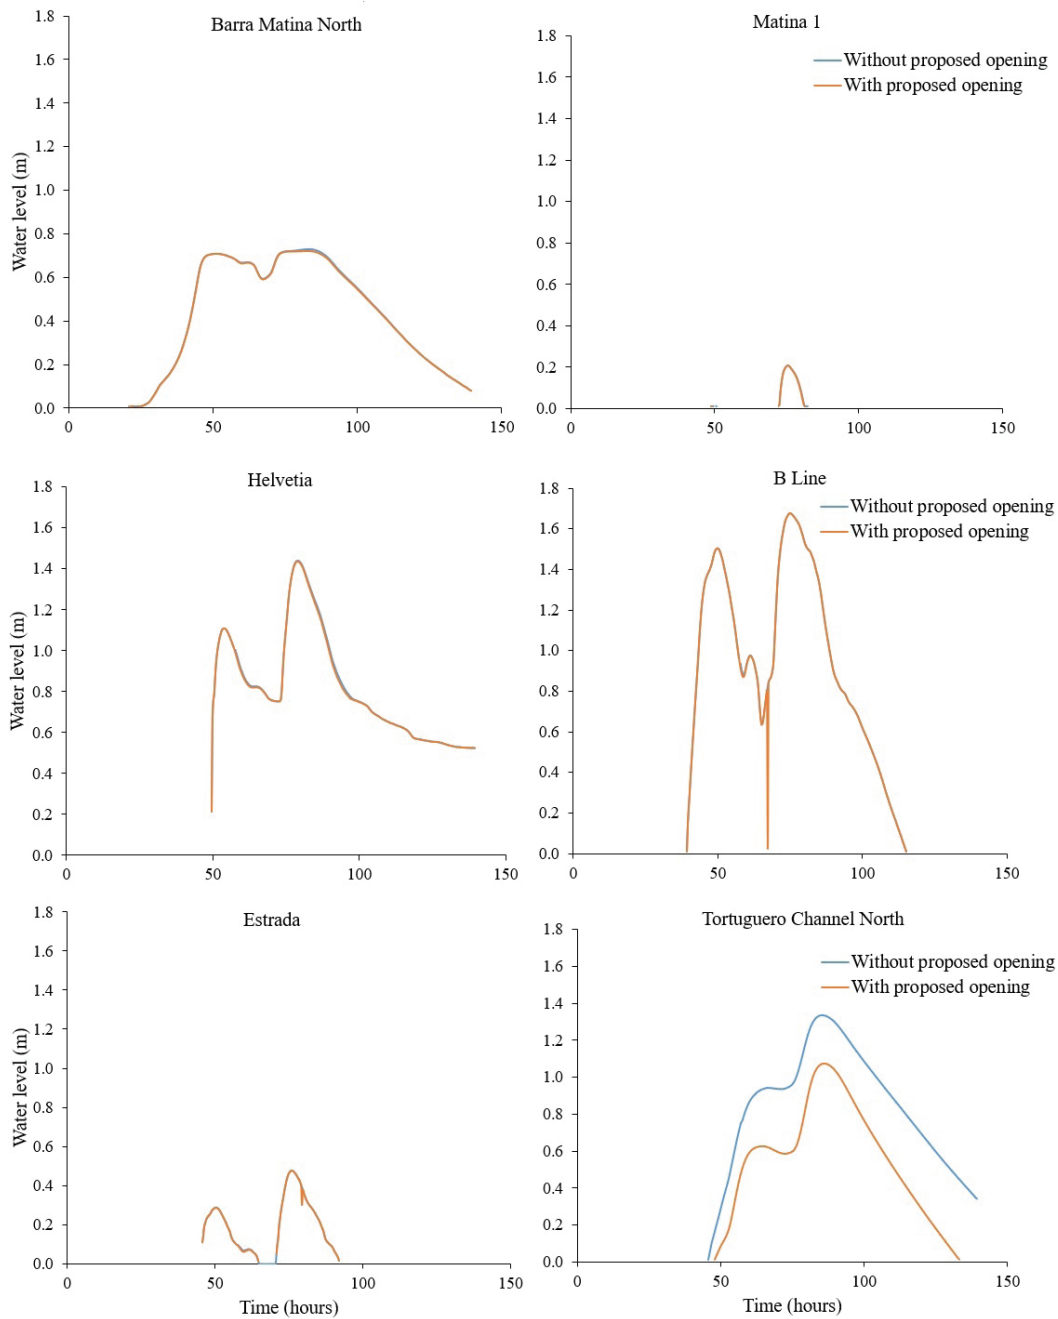 Barra Matina North
1.8
1.6
1.4
1.2
1.0
0.8
0.6
0.4
0.2
0.0
0 50 100 150
Water level (m)
Matina 1
Without proposed opening
With proposed opening
1.8
1.6
1.4
1.2
1.0
0.8
0.6
0.4
0.2
0.0
0 50 100 150
Helvetia
1.8
1.6
1.4
1.2
1.0
0.8
0.6
0.4
0.2
0.0
0 50 100 150
Water level (m)
B Line
Without proposed opening
With proposed opening
1.8
1.6
1.4
1.2
1.0
0.8
0.6
0.4
0.2
0.0
0 50 100 150
Estrada
1.8
1.6
1.4
1.2
1.0
0.8
0.6
0.4
0.2
0.0
0 50 100 150
Water level (m)
Time (hours)
Tortuguero Channel North
Without proposed opening
With proposed opening
1.8
1.6
1.4
1.2
1.0
0.8
0.6
0.4
0.2
0.0
0 50 100 150
Time (hours)